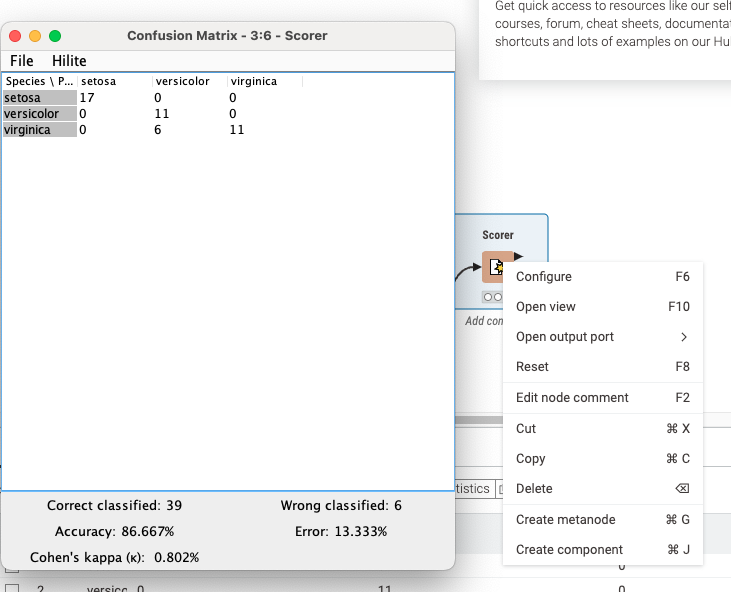 Get quick access to resources like our self
courses, forum, cheat sheets, documentat
shortcuts and lots of examples on our Hu
Confusion Matrix - 3:6 - Scorer
File Hilite
Species \ P... setosa versicolor virginica
setosa 17 0 0
versicolor 0 11 0
virginica 0 6 11
Correct classified: 39 Wrong classified: 6
Accuracy: 86.667% Error: 13.333%
Cohen's kappa (κ): 0.802%
Scorer
Add con
Configure F6
Open view F10
Open output port
Reset F8
Edit node comment F2
Cut ⌘ X
Copy ⌘ C
Delete ⌫
Create metanode ⌘ G
Create component ⌘ J
tistics
0
2 versicc 0 11 0